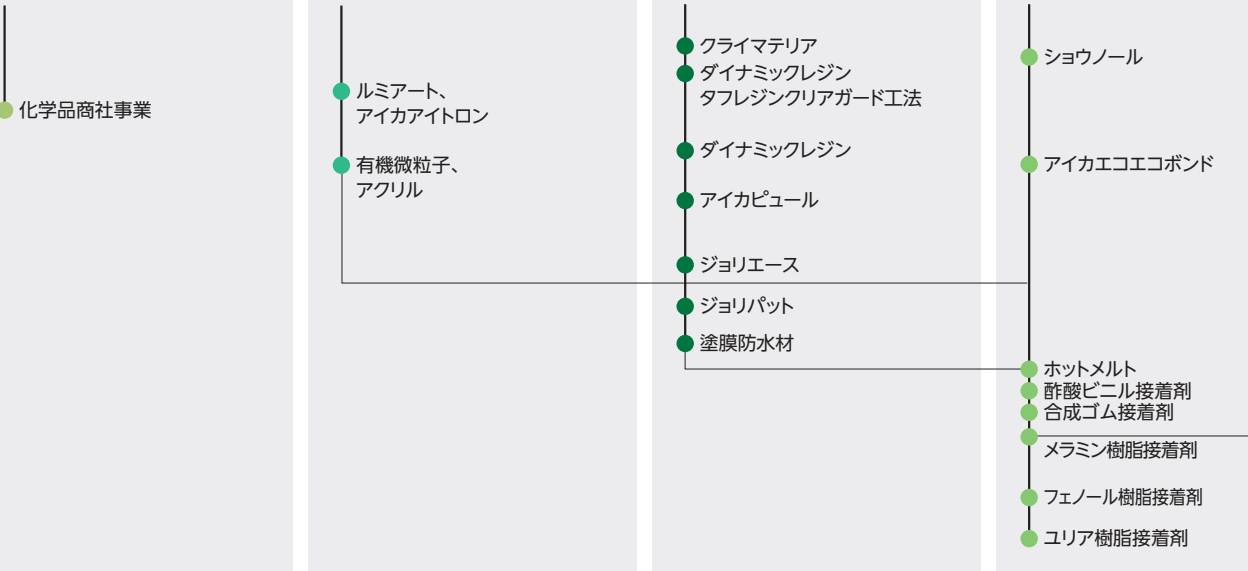 化学品商社事業
ルミアート、
アイカアイトロン
有機微粒子、
アクリル
クライマテリア
ダイナミックレジン
タフレジンクリアガード工法
ダイナミックレジン
アイカピュール
ジョリエース
ジョリパット
塗膜防水材
ショウノール
アイカエコエコボンド
ホットメルト
酢酸ビニル接着剤
合成ゴム接着剤
メラミン樹脂接着剤
フェノール樹脂接着剤
ユリア樹脂接着剤